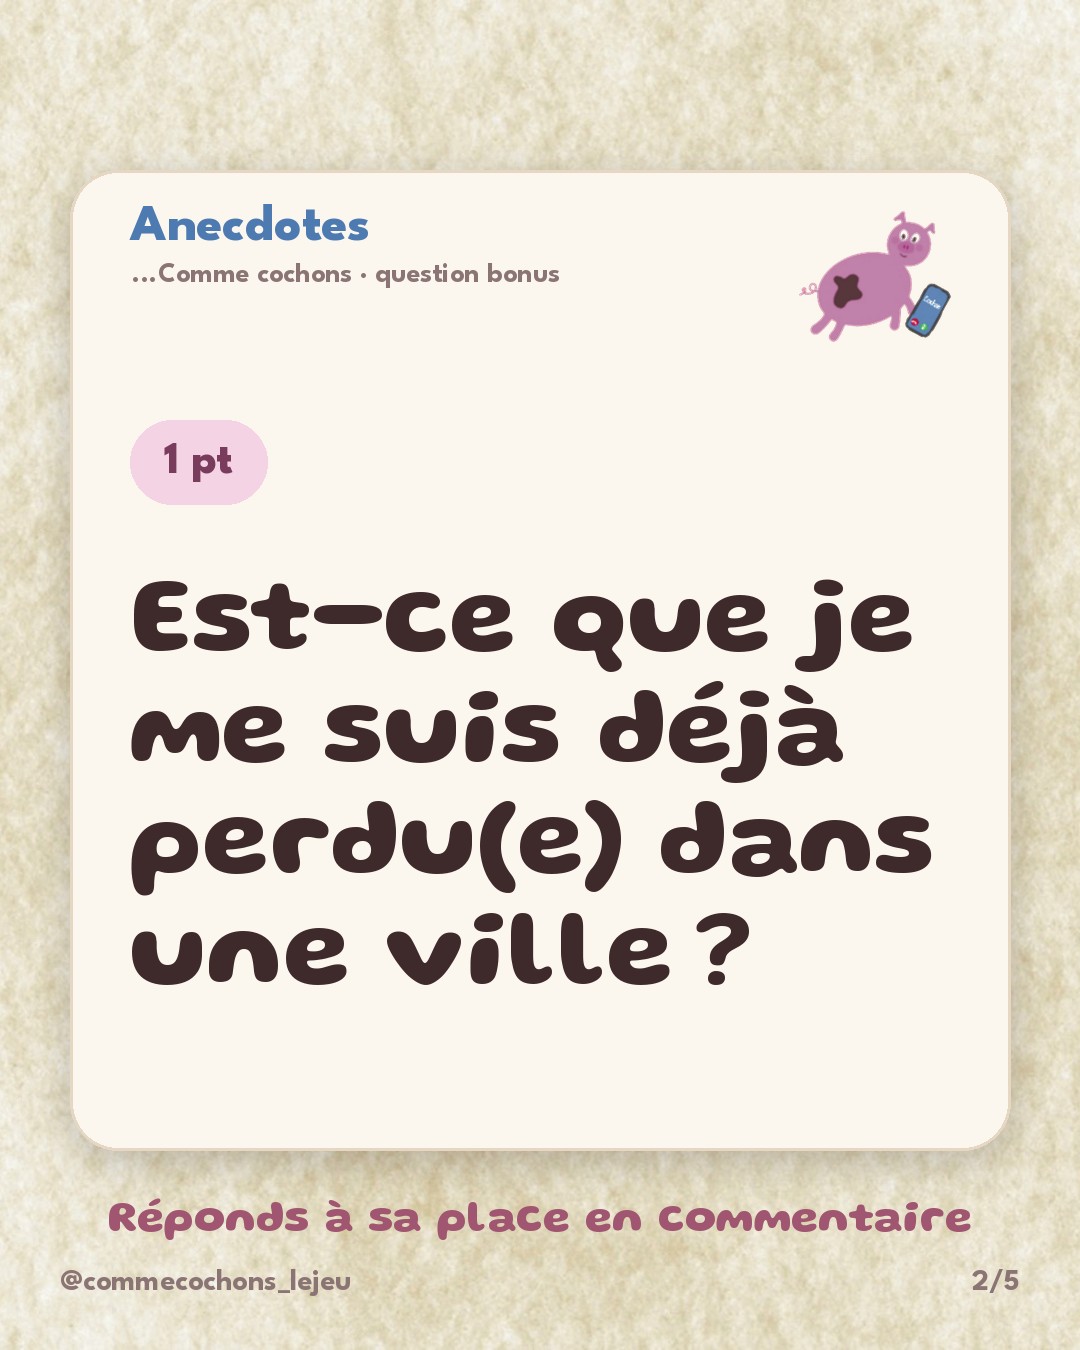 Anecdotes
...Comme cochons · question bonus
1 pt
Est-ce que je
me suis déjà
perdu(e) dans
une ville ?
Réponds à sa place en commentaire
@commecochons_lejeu
2/5